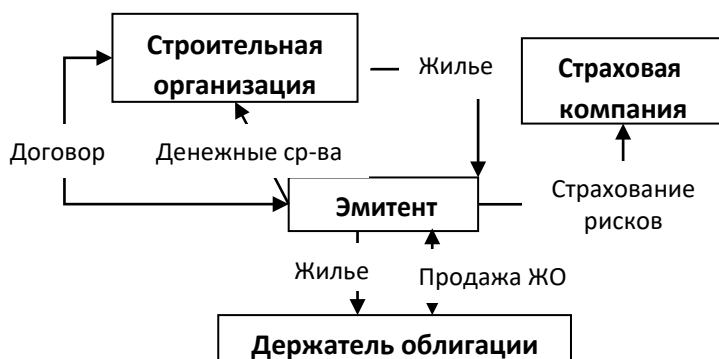 Строительная
организация
Жилье
Страховая
компания
Договор
Денежные ср-ва
Эмитент
Страхование
рисков
Жилье
Продажа ЖО
Держатель облигации